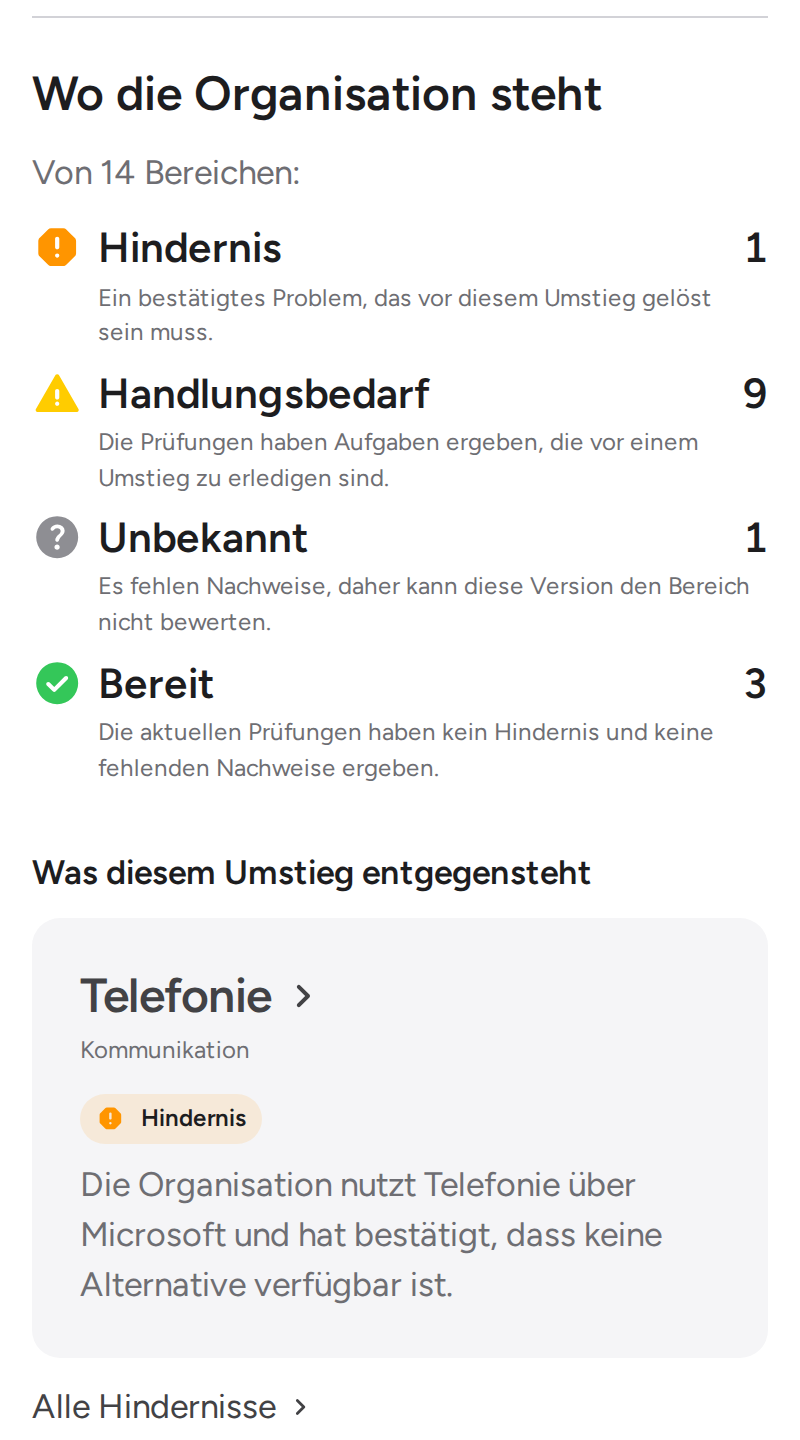 Wo die Organisation steht
Von 14 Bereichen:
Hindernis 1
Ein bestätigtes Problem, das vor diesem Umstieg gelöst
sein muss.
Handlungsbedarf 9
Die Prüfungen haben Aufgaben ergeben, die vor einem
Umstieg zu erledigen sind.
Unbekannt 1
Es fehlen Nachweise, daher kann diese Version den Bereich
nicht bewerten.
Bereit 3
Die aktuellen Prüfungen haben kein Hindernis und keine
fehlenden Nachweise ergeben.
Was diesem Umstieg entgegensteht
Telefonie
Kommunikation
Hindernis
Die Organisation nutzt Telefonie über
Microsoft und hat bestätigt, dass keine
Alternative verfügbar ist.
Alle Hindernisse